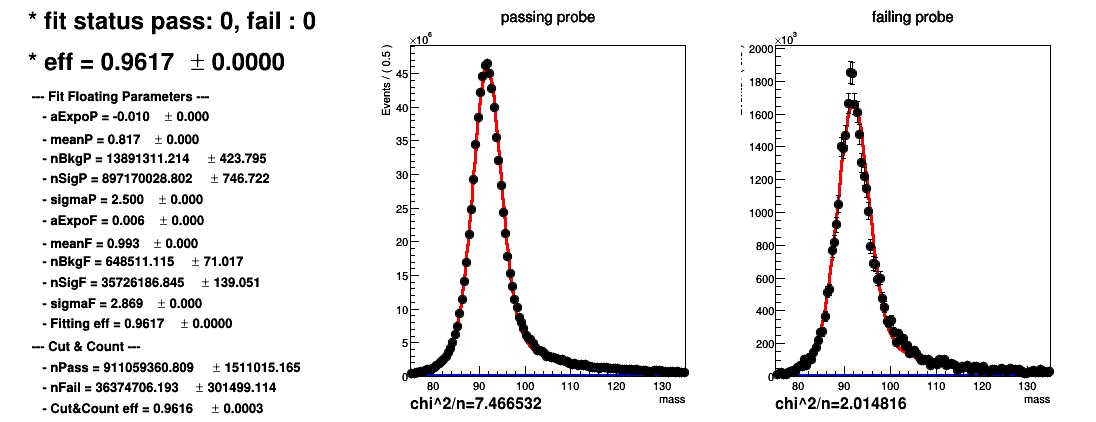 * fit status pass: 0, fail : 0
* eff = 0.9617 ± 0.0000
--- Fit Floating Parameters ---
- aExpoP = -0.010 ± 0.000
- meanP = 0.817 ± 0.000
- nBkgP = 13891311.214 ± 423.795
- nSigP = 897170028.802 ± 746.722
- sigmaP = 2.500 ± 0.000
- aExpoF = 0.006 ± 0.000
- meanF = 0.993 ± 0.000
- nBkgF = 648511.115 ± 71.017
- nSigF = 35726186.845 ± 139.051
- sigmaF = 2.869 ± 0.000
- Fitting eff = 0.9617 ± 0.0000
--- Cut & Count ---
- nPass = 911059360.809 ± 1511015.165
- nFail = 36374706.193 ± 301499.114
- Cut&Count eff = 0.9616 ± 0.0003
passing probe
×10^6
Events / ( 0.5 )
45
40
35
30
25
20
15
10
5
0
80 90 100 110 120 130
mass
chi^2/n=7.466532
failing probe
×10^3
2000
1800
1600
1400
1200
1000
800
600
400
200
0
80 90 100 110 120 130
mass
chi^2/n=2.014816